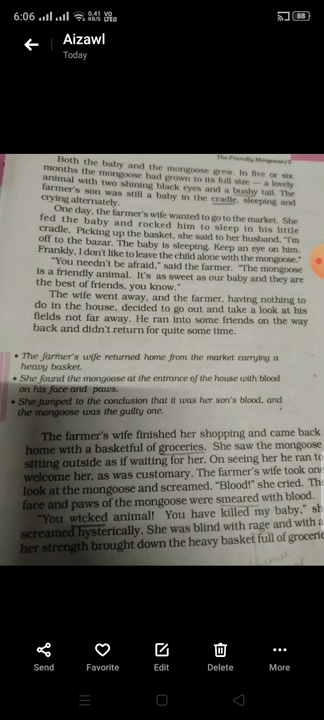 6:06
0.41 KB/S
VO LTE
88
Aizawl
Today
The Friendly Mongoose/5
Both the baby and the mongoose grew. In five or six
months the mongoose had grown to its full size — a lovely
animal with two shining black eyes and a bushy tail. The
farmer's son was still a baby in the cradle, sleeping and
crying alternately.
One day, the farmer's wife wanted to go to the market. She
fed the baby and rocked him to sleep in his little
cradle. Picking up the basket, she said to her husband, "I'm
off to the bazar. The baby is sleeping. Keep an eye on him.
Frankly, I don't like to leave the child alone with the mongoose."
"You needn't be afraid," said the farmer. "The mongoose
is a friendly animal. It's as sweet as our baby and they are
the best of friends, you know."
The wife went away, and the farmer, having nothing to
do in the house, decided to go out and take a look at his
fields not far away. He ran into some friends on the way
back and didn't return for quite some time.
• The farmer's wife returned home from the market carrying a
heavy basket.
• She found the mongoose at the entrance of the house with blood
on his face and paws.
• She jumped to the conclusion that it was her son's blood, and
the mongoose was the guilty one.
The farmer's wife finished her shopping and came back
home with a basketful of groceries. She saw the mongoose
sitting outside as if waiting for her. On seeing her he ran to
welcome her, as was customary. The farmer's wife took one
look at the mongoose and screamed. "Blood!" she cried. The
face and paws of the mongoose were smeared with blood.
"You wicked animal! You have killed my baby," sh
screamed hysterically. She was blind with rage and with a
her strength brought down the heavy basket full of grocerie
Send
Favorite
Edit
Delete
More